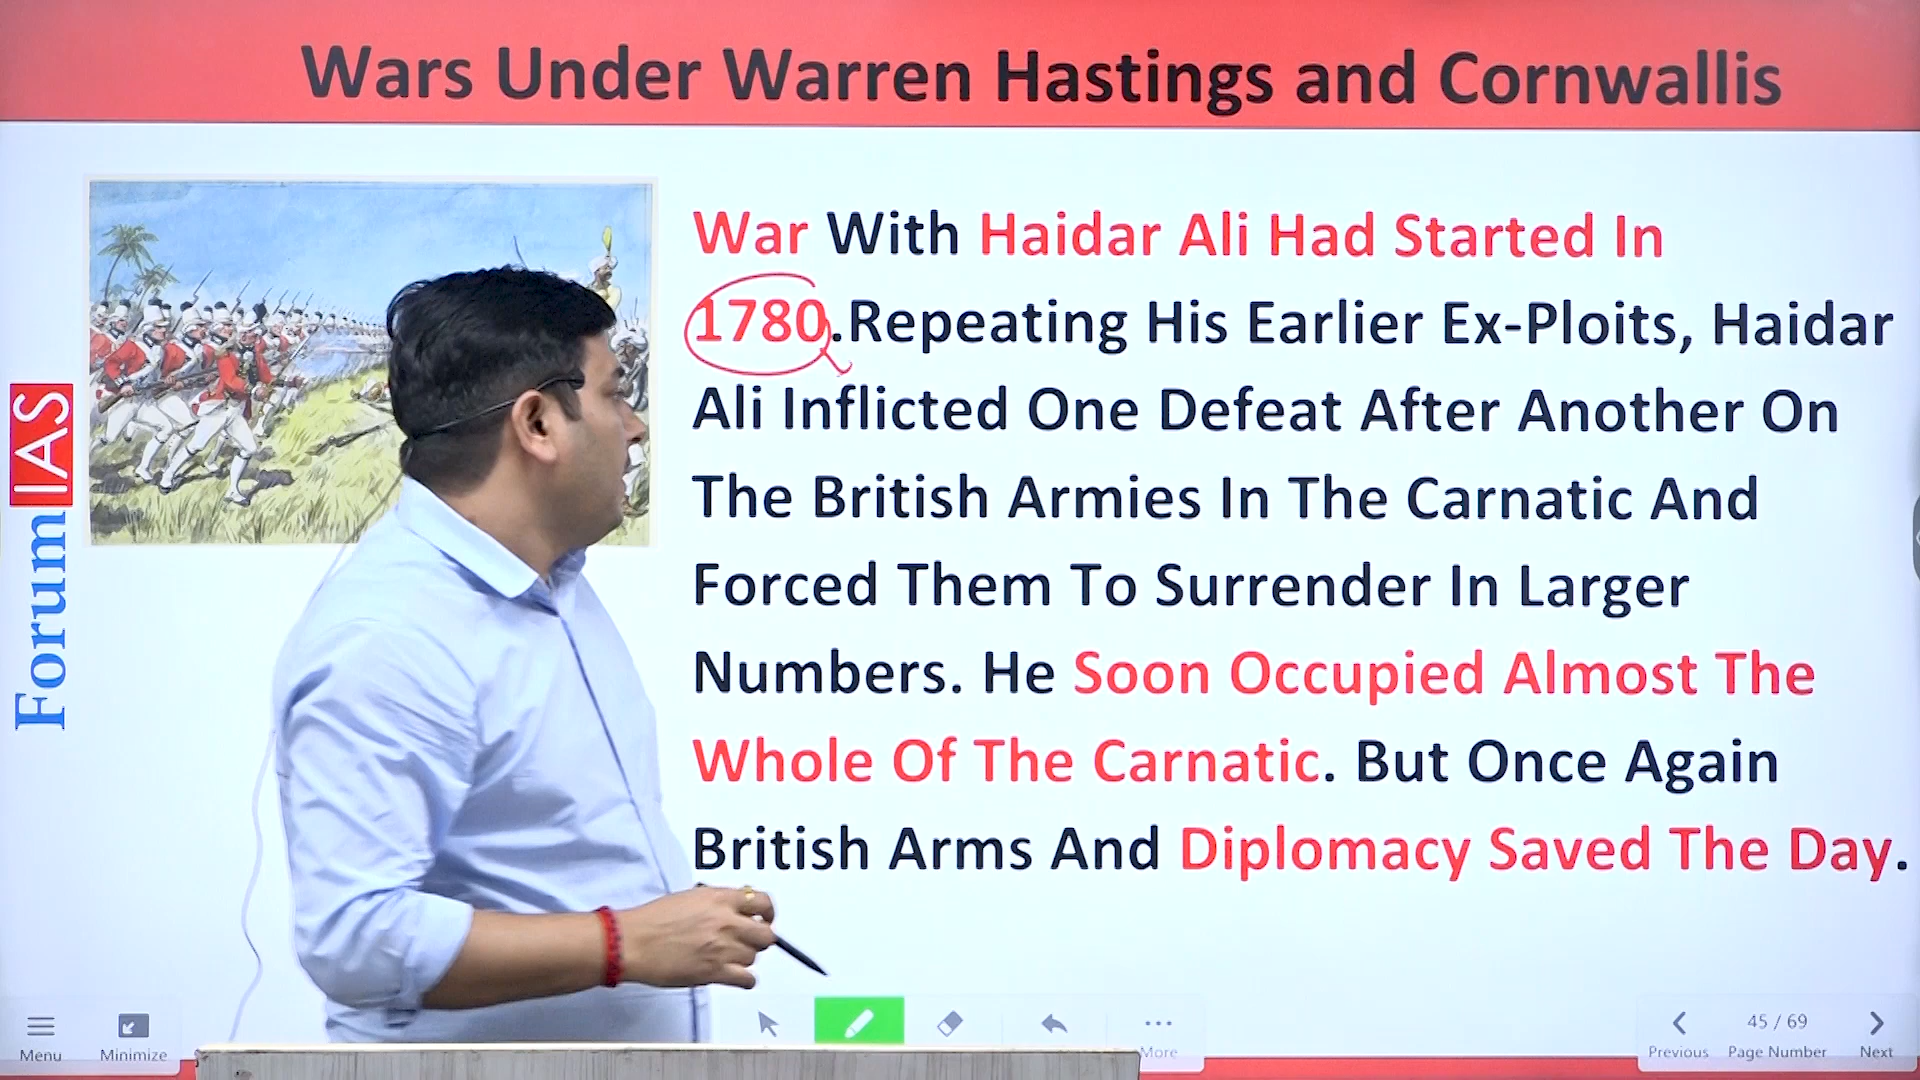 Wars Under Warren Hastings and Cornwallis
War With Haidar Ali Had Started In
1780.Repeating His Earlier Ex-Ploits, Haidar
Ali Inflicted One Defeat After Another On
The British Armies In The Carnatic And
Forced Them To Surrender In Larger
Numbers. He Soon Occupied Almost The
Whole Of The Carnatic. But Once Again
British Arms And Diplomacy Saved The Day.
ForumIAS
Menu
Minimize
More
45 / 69
Previous
Page Number
Next